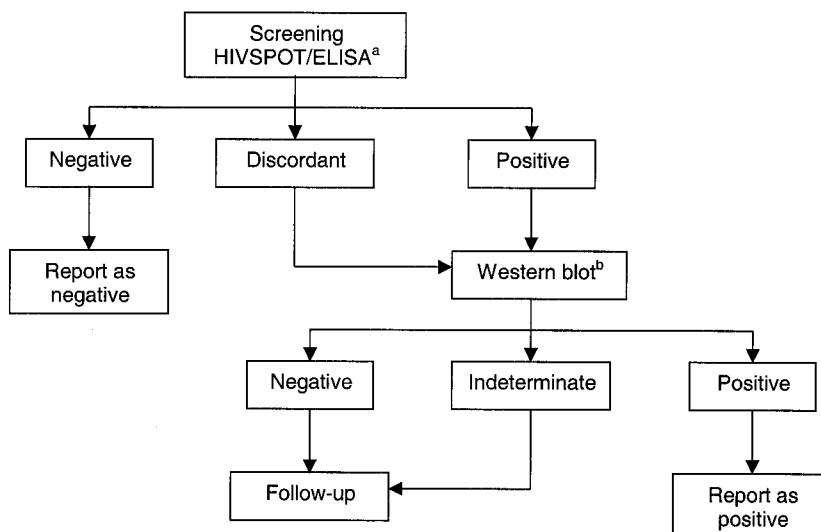 Screening
HIVSPOT/ELISAᵃ
Negative
Discordant
Positive
Report as
negative
Western blotᵇ
Negative
Indeterminate
Positive
Follow-up
Report as
positive